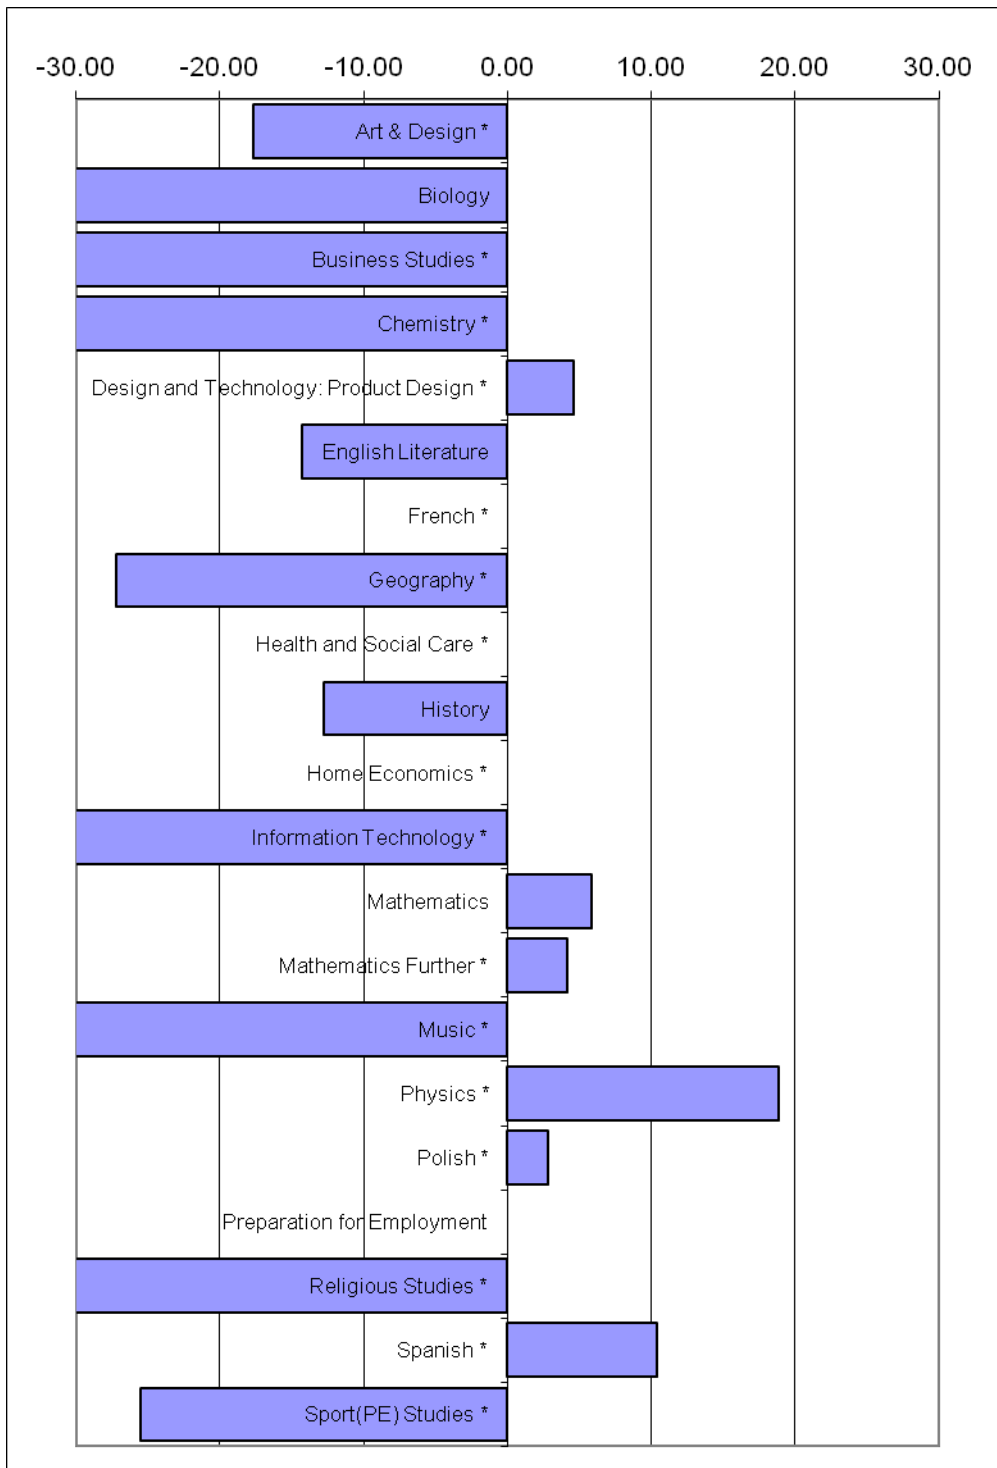 -30.00 -20.00 -10.00 0.00 10.00 20.00 30.00
Art & Design *
Biology
Business Studies *
Chemistry *
Design and Technology: Product Design *
English Literature
French *
Geography *
Health and Social Care *
History
Home Economics *
Information Technology *
Mathematics
Mathematics Further *
Music *
Physics *
Polish *
Preparation for Employment
Religious Studies *
Spanish *
Sport(PE) Studies *